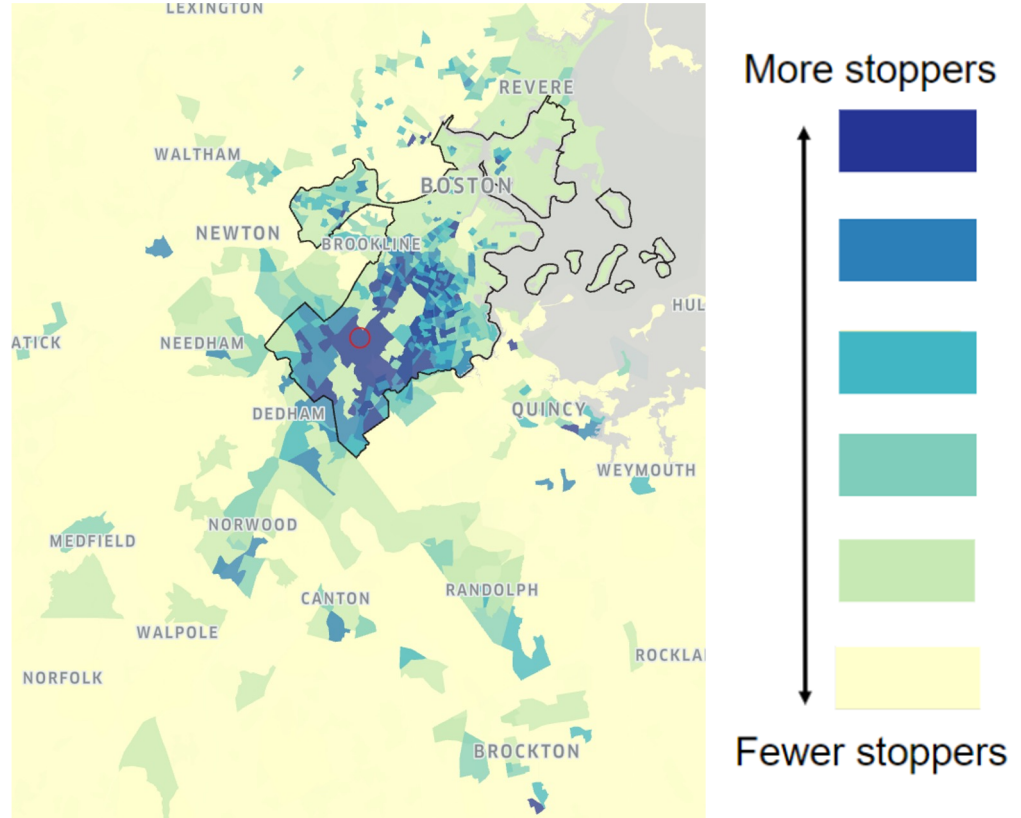 LEXINGTON
REVERE
WALTHAM
BOSTON
NEWTON
BROOKLINE
HUL
ATICK
NEEDHAM
DEDHAM
QUINCY
WEYMOUTH
NORWOOD
MEDFIELD
RANDOLPH
CANTON
WALPOLE
ROCKLA
NORFOLK
BROCKTON
More stoppers
Fewer stoppers